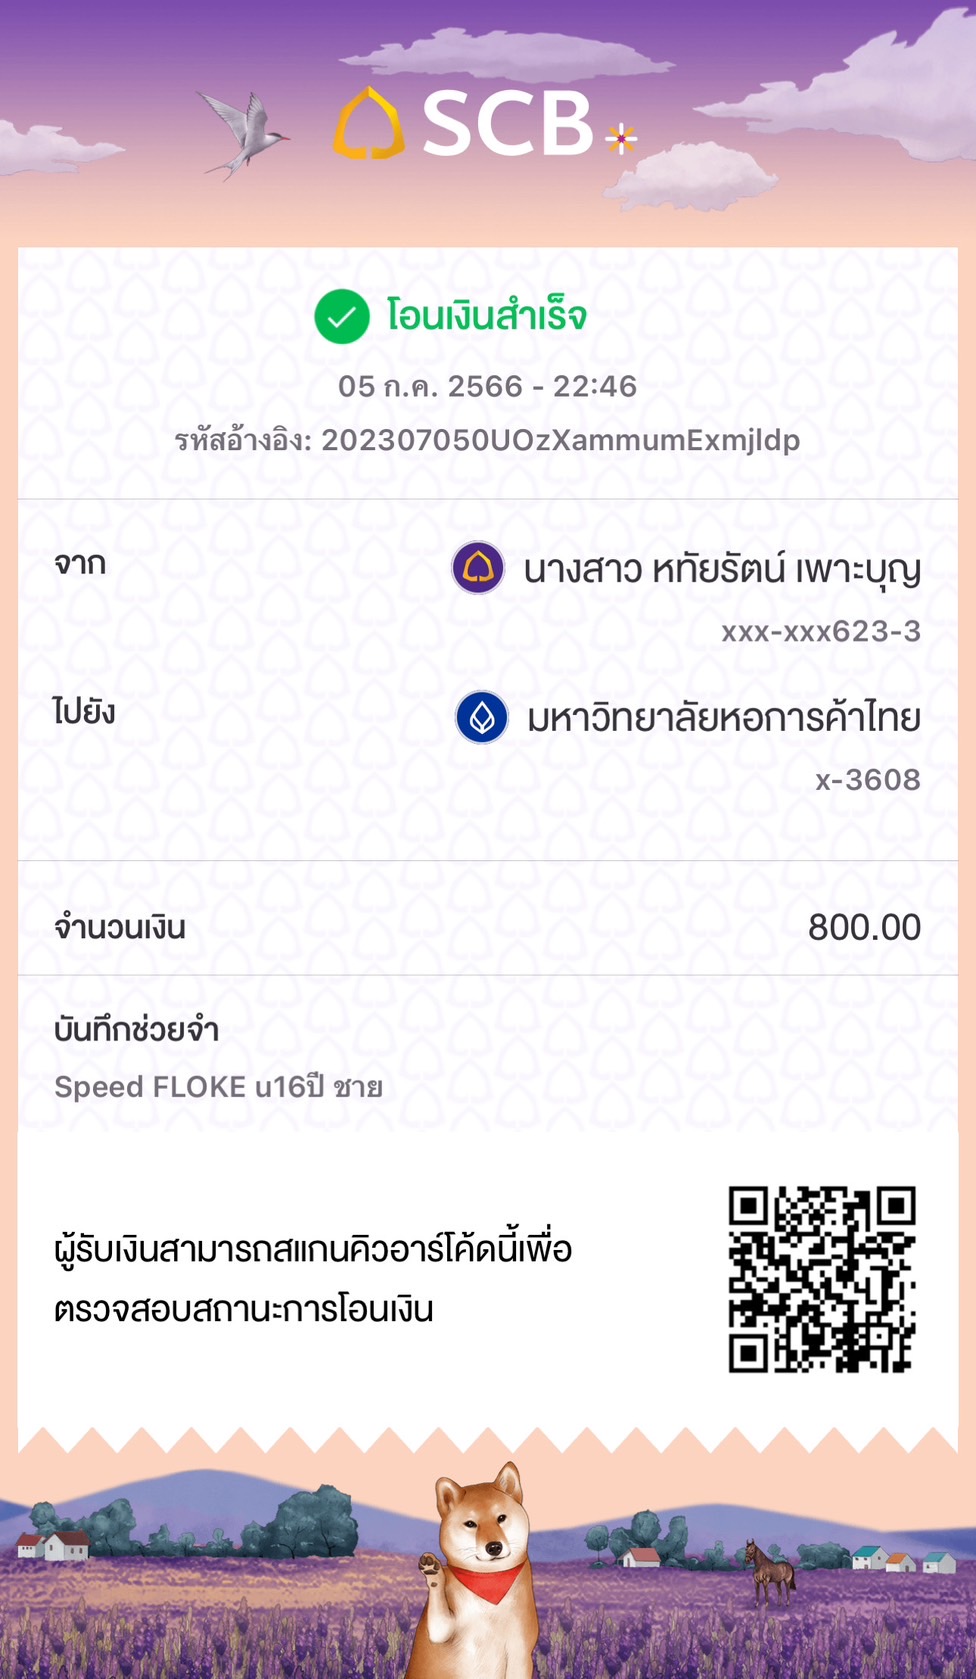 SCB
โอนเงินสำเร็จ
05 ก.ค. 2566 - 22:46
รหัสอ้างอิง: 202307050UOzXammumExmjldp
จาก
นางสาว หทัยรัตน์ เพาะบุญ
xxx-xxx623-3
ไปยัง
มหาวิทยาลัยหอการค้าไทย
x-3608
จำนวนเงิน
800.00
บันทึกช่วยจำ
Speed FLOKE u16ปี ชาย
ผู้รับเงินสามารถสแกนคิวอาร์โค้ดนี้เพื่อ
ตรวจสอบสถานะการโอนเงิน